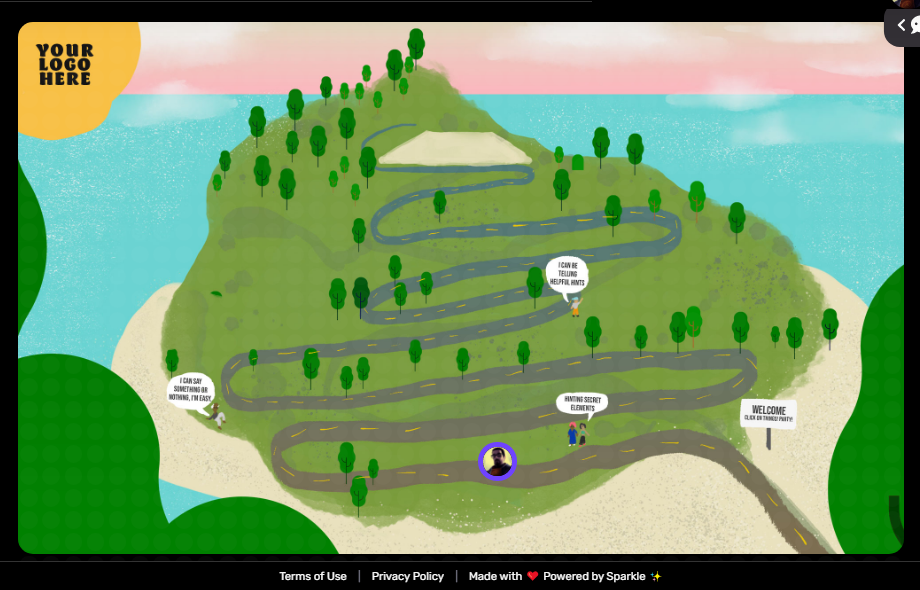 YOUR
LOGO
HERE
I CAN BE
TELLING
HELPFUL HINTS
I CAN SAY
SOMETHING OR
NOTHING, I'M EASY
HINTING SECRET
ELEMENTS
WELCOME
CLICK ON THINGS! PARTY!
Terms of Use | Privacy Policy | Made with ❤️ Powered by Sparkle ✨